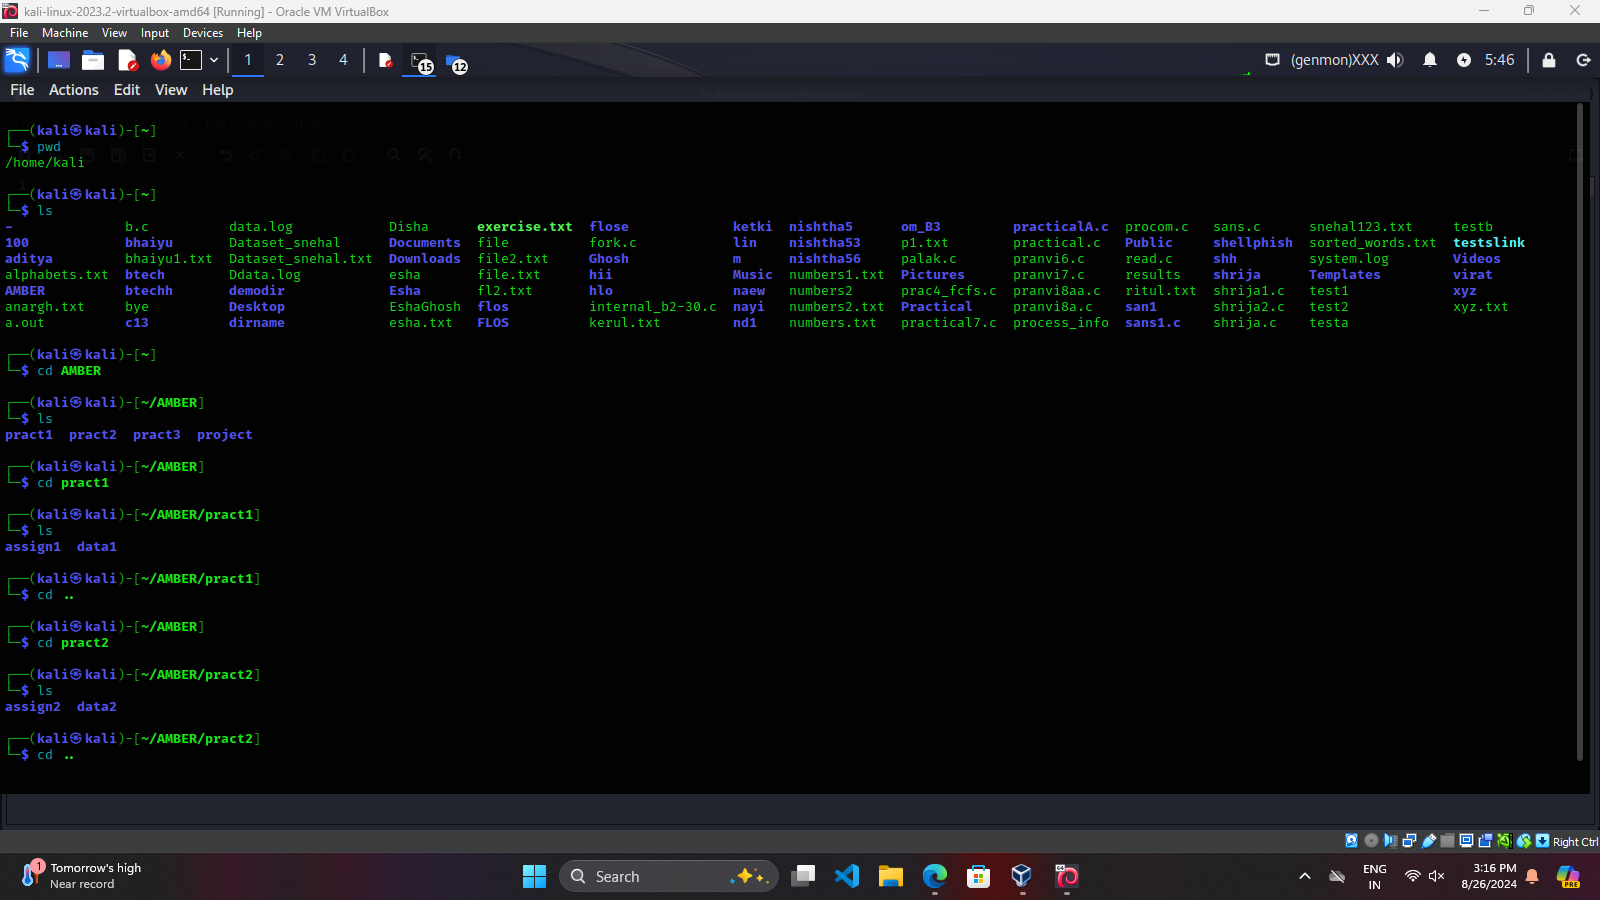 kali-linux-2023.2-virtualbox-amd64 [Running] - Oracle VM VirtualBox
File Machine View Input Devices Help
1 2 3 4 15 12 (genmon)XXX 5:46
File Actions Edit View Help
(kali㉿kali)-[~]
$ pwd
/home/kali
(kali㉿kali)-[~]
$ ls
- b.c data.log Disha exercise.txt flose ketki nishtha5 om_B3 practicalA.c procom.c sans.c snehal123.txt testb
100 bhaiyu Dataset_snehal Documents file fork.c lin nishtha53 p1.txt practical.c Public shellphish sorted_words.txt testslink
aditya bhaiyu1.txt Dataset_snehal.txt Downloads file2.txt Ghosh m nishtha56 palak.c pranvi6.c read.c shh system.log Videos
alphabets.txt btech Ddata.log esha file.txt hii Music numbers1.txt Pictures pranvi7.c results shrija Templates virat
AMBER btechh demodir Esha fl2.txt hlo naew numbers2 prac4_fcfs.c pranvi8aa.c ritul.txt shrija1.c test1 xyz
anargh.txt bye Desktop EshaGhosh flos internal_b2-30.c nayi numbers2.txt Practical pranvi8a.c san1 shrija2.c test2 xyz.txt
a.out c13 dirname esha.txt FLOS kerul.txt nd1 numbers.txt practical7.c process_info sans1.c shrija.c testa
(kali㉿kali)-[~]
$ cd AMBER
(kali㉿kali)-[~/AMBER]
$ ls
pract1 pract2 pract3 project
(kali㉿kali)-[~/AMBER]
$ cd pract1
(kali㉿kali)-[~/AMBER/pract1]
$ ls
assign1 data1
(kali㉿kali)-[~/AMBER/pract1]
$ cd ..
(kali㉿kali)-[~/AMBER]
$ cd pract2
(kali㉿kali)-[~/AMBER/pract2]
$ ls
assign2 data2
(kali㉿kali)-[~/AMBER/pract2]
$ cd ..
Right Ctrl
1 Tomorrow's high
Near record
Search
ENG
IN
3:16 PM
8/26/2024
PRE